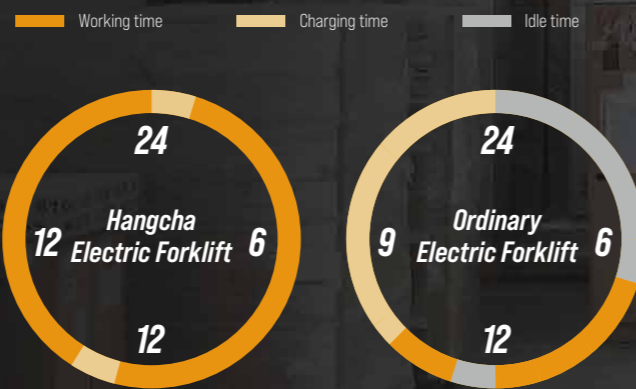 Working time
Charging time
Idle time
24
12
Hangcha
Electric Forklift
6
12
24
9
Ordinary
Electric Forklift
6
12